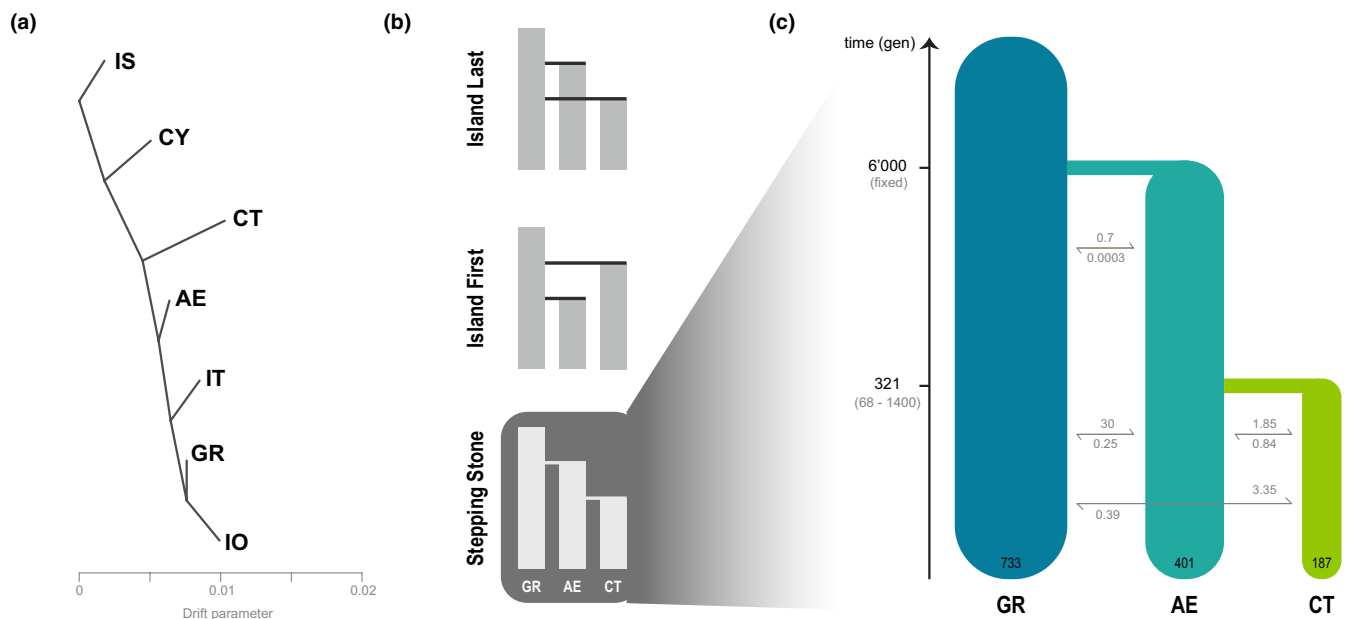 (a)
IS
CY
CT
AE
IT
GR
IO
0
0.01
0.02
Drift parameter
(b)
Island Last
Island First
Stepping Stone
GR AE CT
(c)
time (gen)
6'000
(fixed)
0.7
0.0003
321
(68 - 1400)
30
0.25
1.85
0.84
3.35
0.39
733
401
187
GR
AE
CT